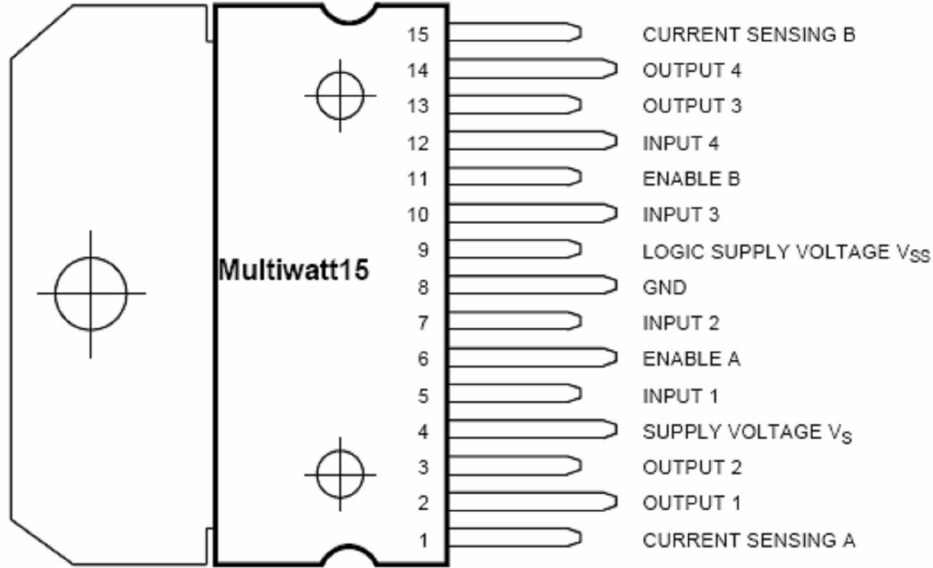 15 CURRENT SENSING B
14 OUTPUT 4
13 OUTPUT 3
12 INPUT 4
11 ENABLE B
10 INPUT 3
9 LOGIC SUPPLY VOLTAGE VSS
Multiwatt15
8 GND
7 INPUT 2
6 ENABLE A
5 INPUT 1
4 SUPPLY VOLTAGE VS
3 OUTPUT 2
2 OUTPUT 1
1 CURRENT SENSING A